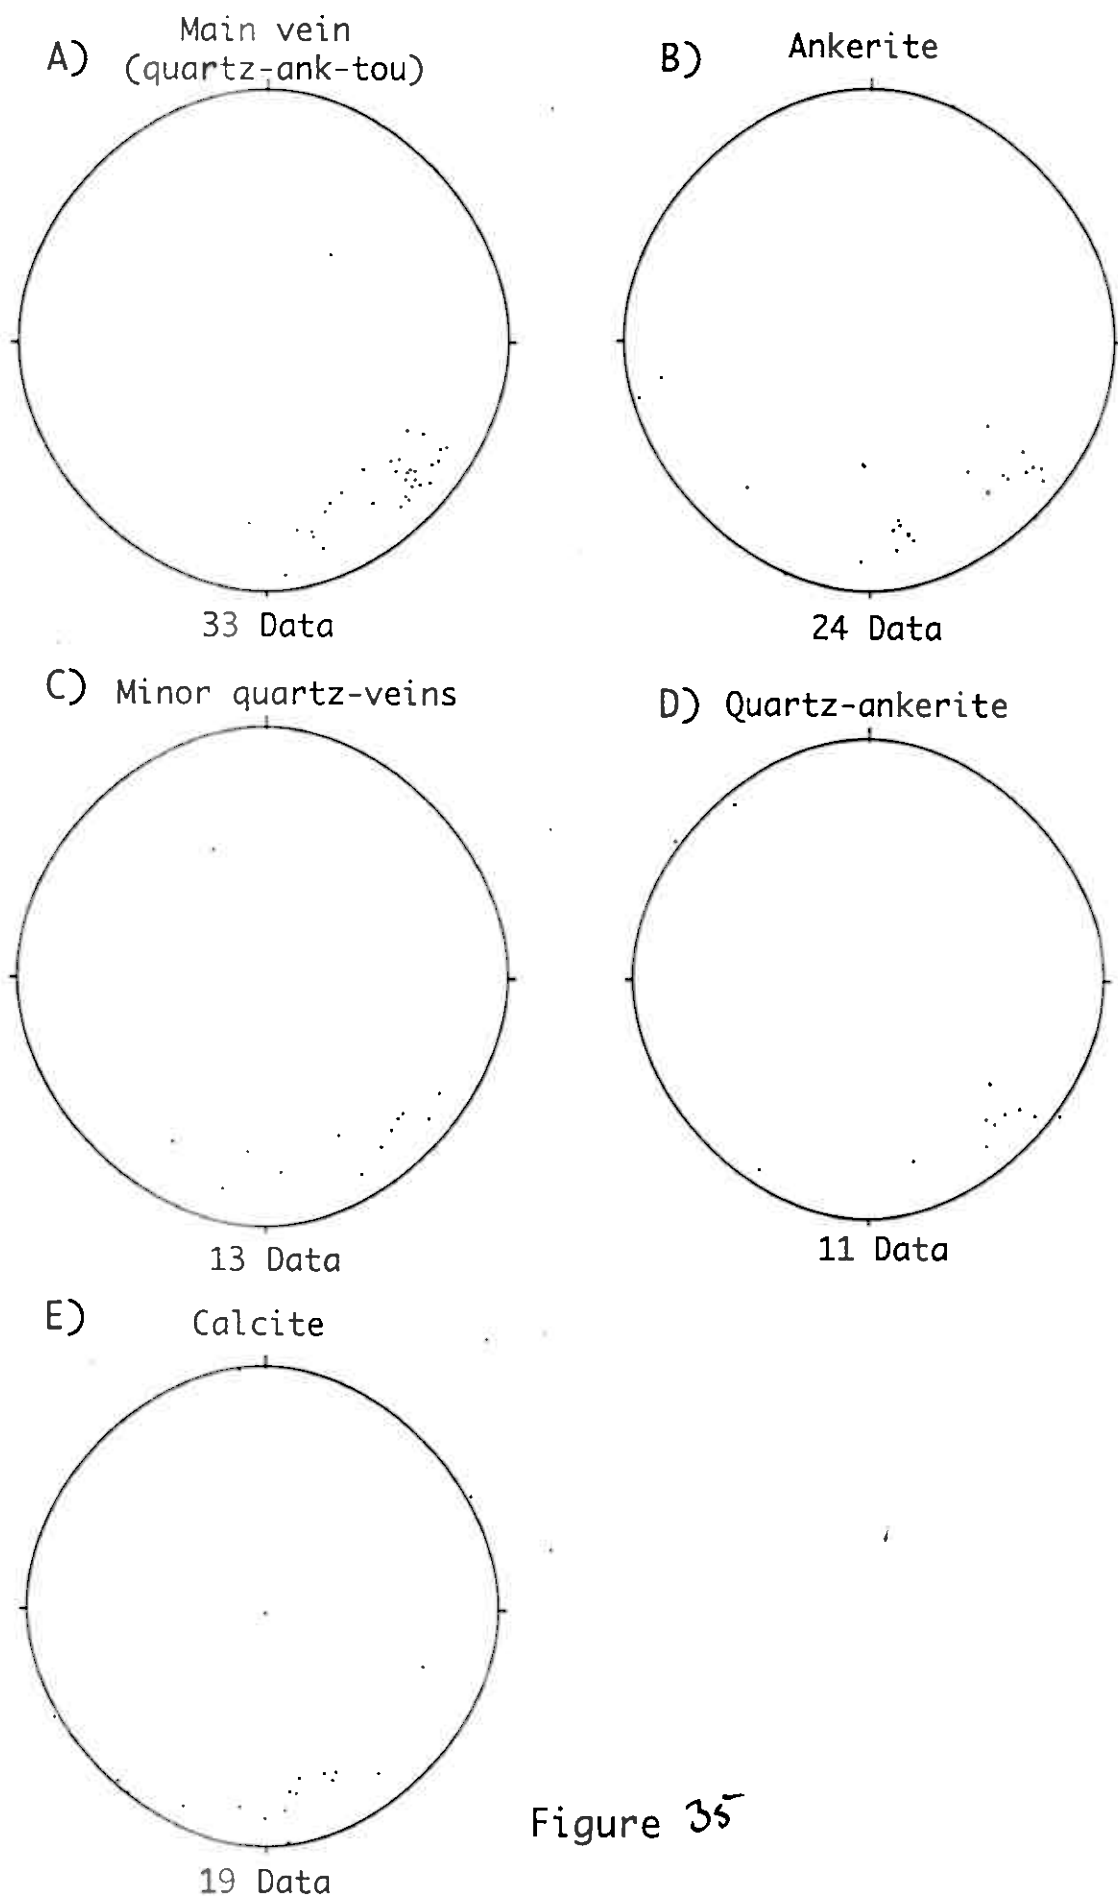 A) Main vein
(quartz-ank-tou)
33 Data
B) Ankerite
24 Data
C) Minor quartz-veins
13 Data
D) Quartz-ankerite
11 Data
E) Calcite
19 Data
Figure 35